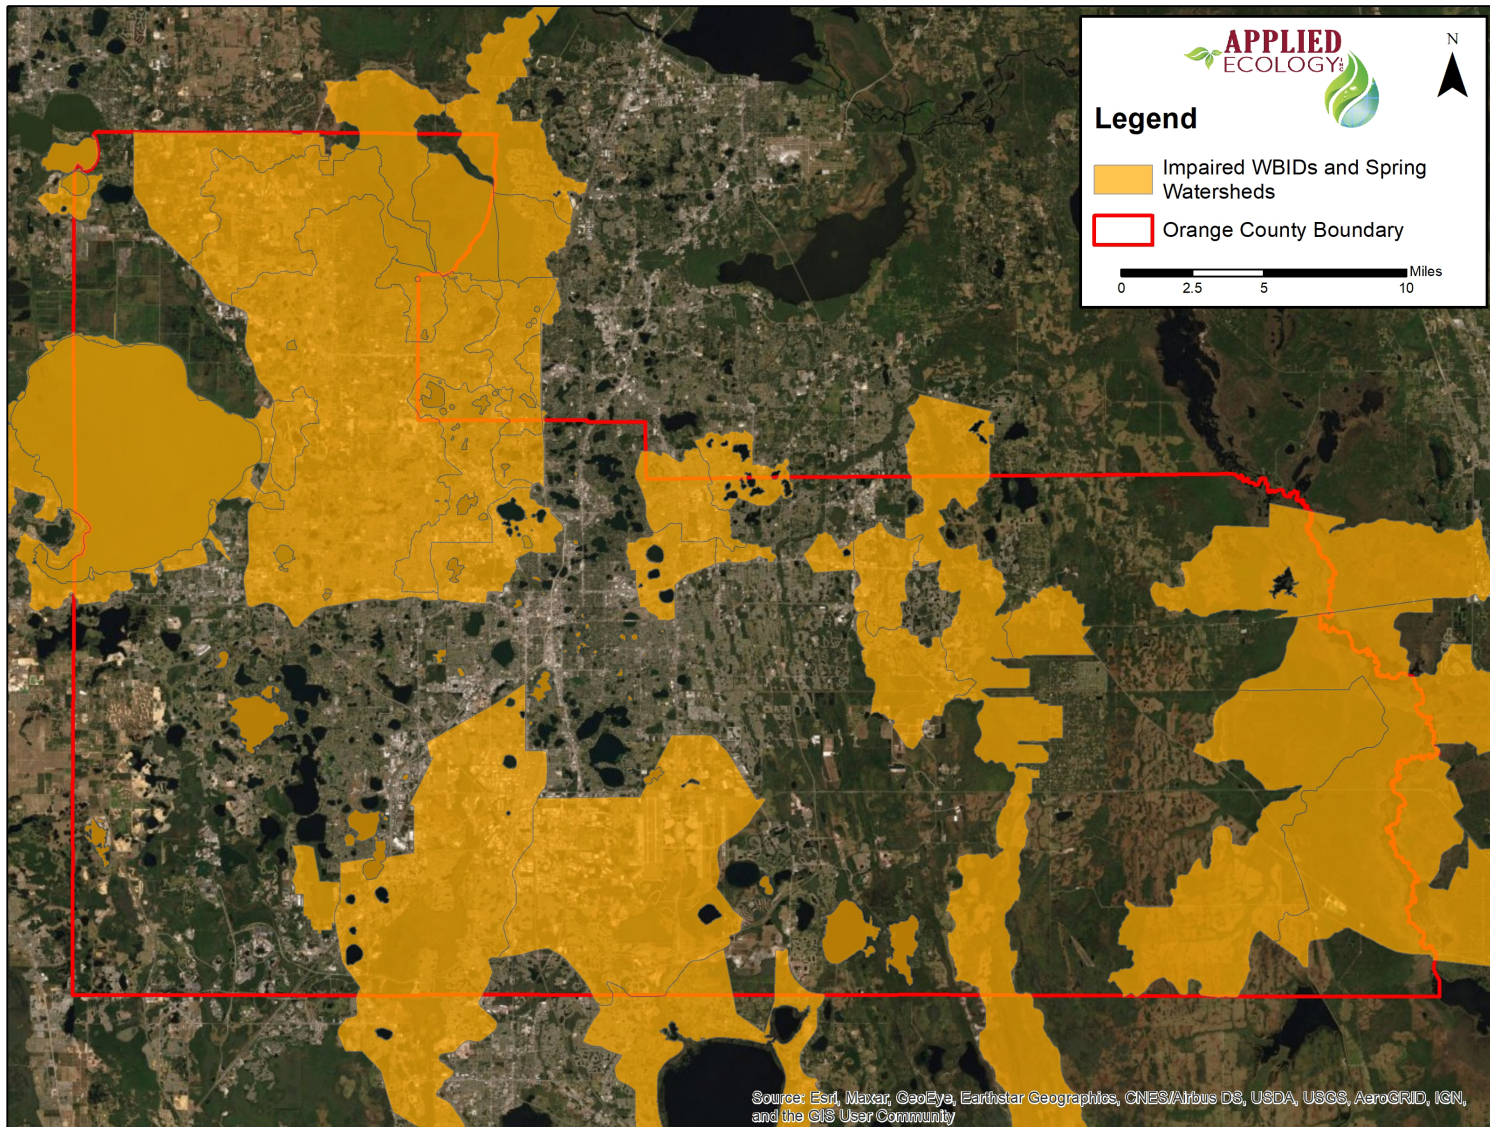 APPLIED
ECOLOGY INC
N
Legend
Impaired WBIDs and Spring
Watersheds
Orange County Boundary
Miles
0 2.5 5 10
Source: Esri, Maxar, GeoEye, Earthstar Geographics, CNES/Airbus DS, USDA, USGS, AeroGRID, IGN,
and the GIS User Community